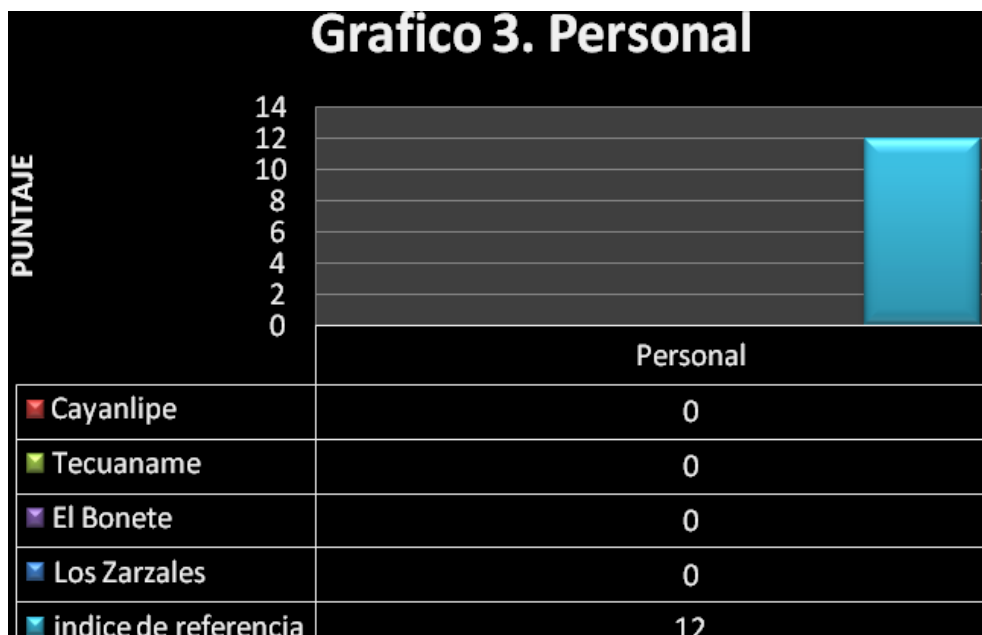 Grafico 3. Personal
PUNTAJE
14
12
10
8
6
4
2
0
Personal
Cayanlipe 0
Tecuaname 0
El Bonete 0
Los Zarzales 0
indice de referencia 12